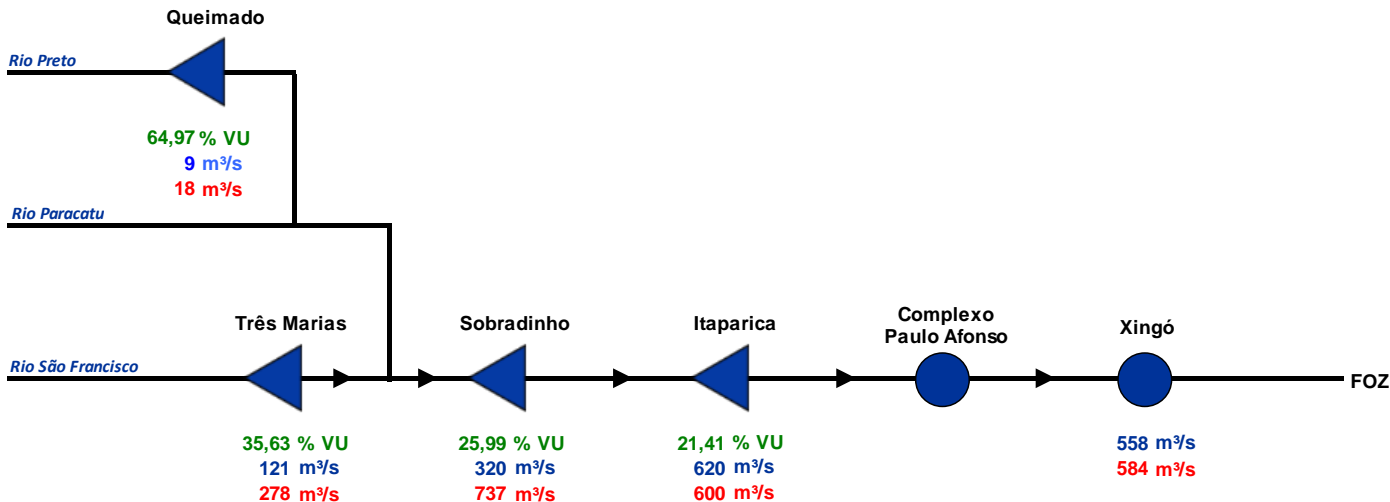 Queimado
Rio Preto
64,97 % VU
9 m³/s
18 m³/s
Rio Paracatu
Três Marias
Sobradinho
Itaparica
Complexo
Paulo Afonso
Xingó
Rio São Francisco
FOZ
35,63 % VU
121 m³/s
278 m³/s
25,99 % VU
320 m³/s
737 m³/s
21,41 % VU
620 m³/s
600 m³/s
558 m³/s
584 m³/s